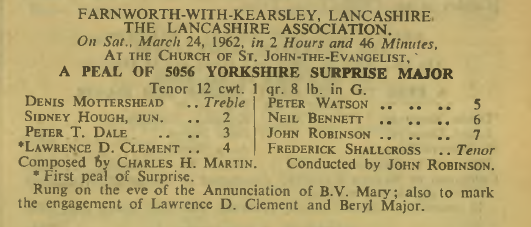 FARNWORTH-WITH-KEARSLEY, LANCASHIRE.
THE LANCASHIRE ASSOCIATION.
On Sat., March 24, 1962, in 2 Hours and 46 Minutes,
AT THE CHURCH OF ST. JOHN-THE-EVANGELIST,
A PEAL OF 5056 YORKSHIRE SURPRISE MAJOR
Tenor 12 cwt. 1 qr. 8 lb. in G.
DENIS MOTTERSHEAD .. Treble
SIDNEY HOUGH, JUN. .. 2
PETER T. DALE .. .. 3
*LAWRENCE D. CLEMENT .. 4
PETER WATSON .. .. .. 5
NEIL BENNETT .. .. .. 6
JOHN ROBINSON .. .. .. 7
FREDERICK SHALLCROSS .. Tenor
Composed by CHARLES H. MARTIN. Conducted by JOHN ROBINSON.
* First peal of Surprise.
Rung on the eve of the Annunciation of B.V. Mary; also to mark
the engagement of Lawrence D. Clement and Beryl Major.